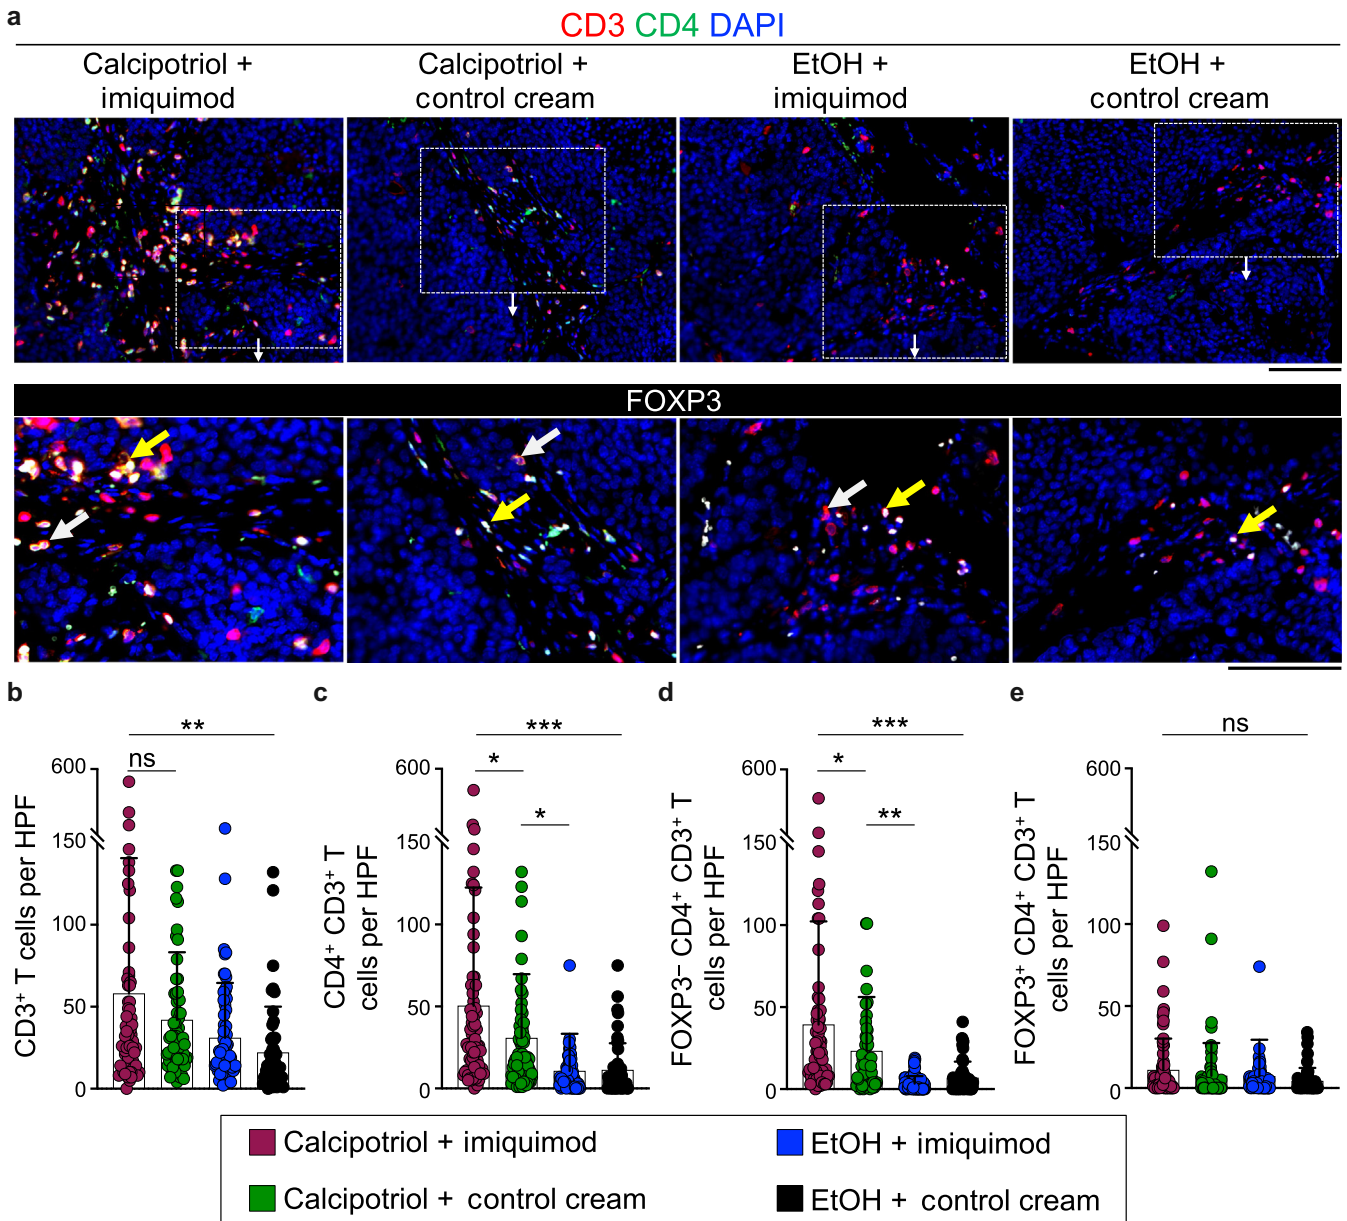 a
CD3 CD4 DAPI
Calcipotriol +
imiquimod
Calcipotriol +
control cream
EtOH +
imiquimod
EtOH +
control cream
FOXP3
b
c
d
e
CD3⁺ T cells per HPF
600
150
100
50
0
**
ns
CD4⁺ CD3⁺ T
cells per HPF
600
150
100
50
0
***
*
*
FOXP3⁻ CD4⁺ CD3⁺ T
cells per HPF
600
150
100
50
0
***
*
**
FOXP3⁺ CD4⁺ CD3⁺ T
cells per HPF
600
150
100
50
0
ns
Calcipotriol + imiquimod
Calcipotriol + control cream
EtOH + imiquimod
EtOH + control cream